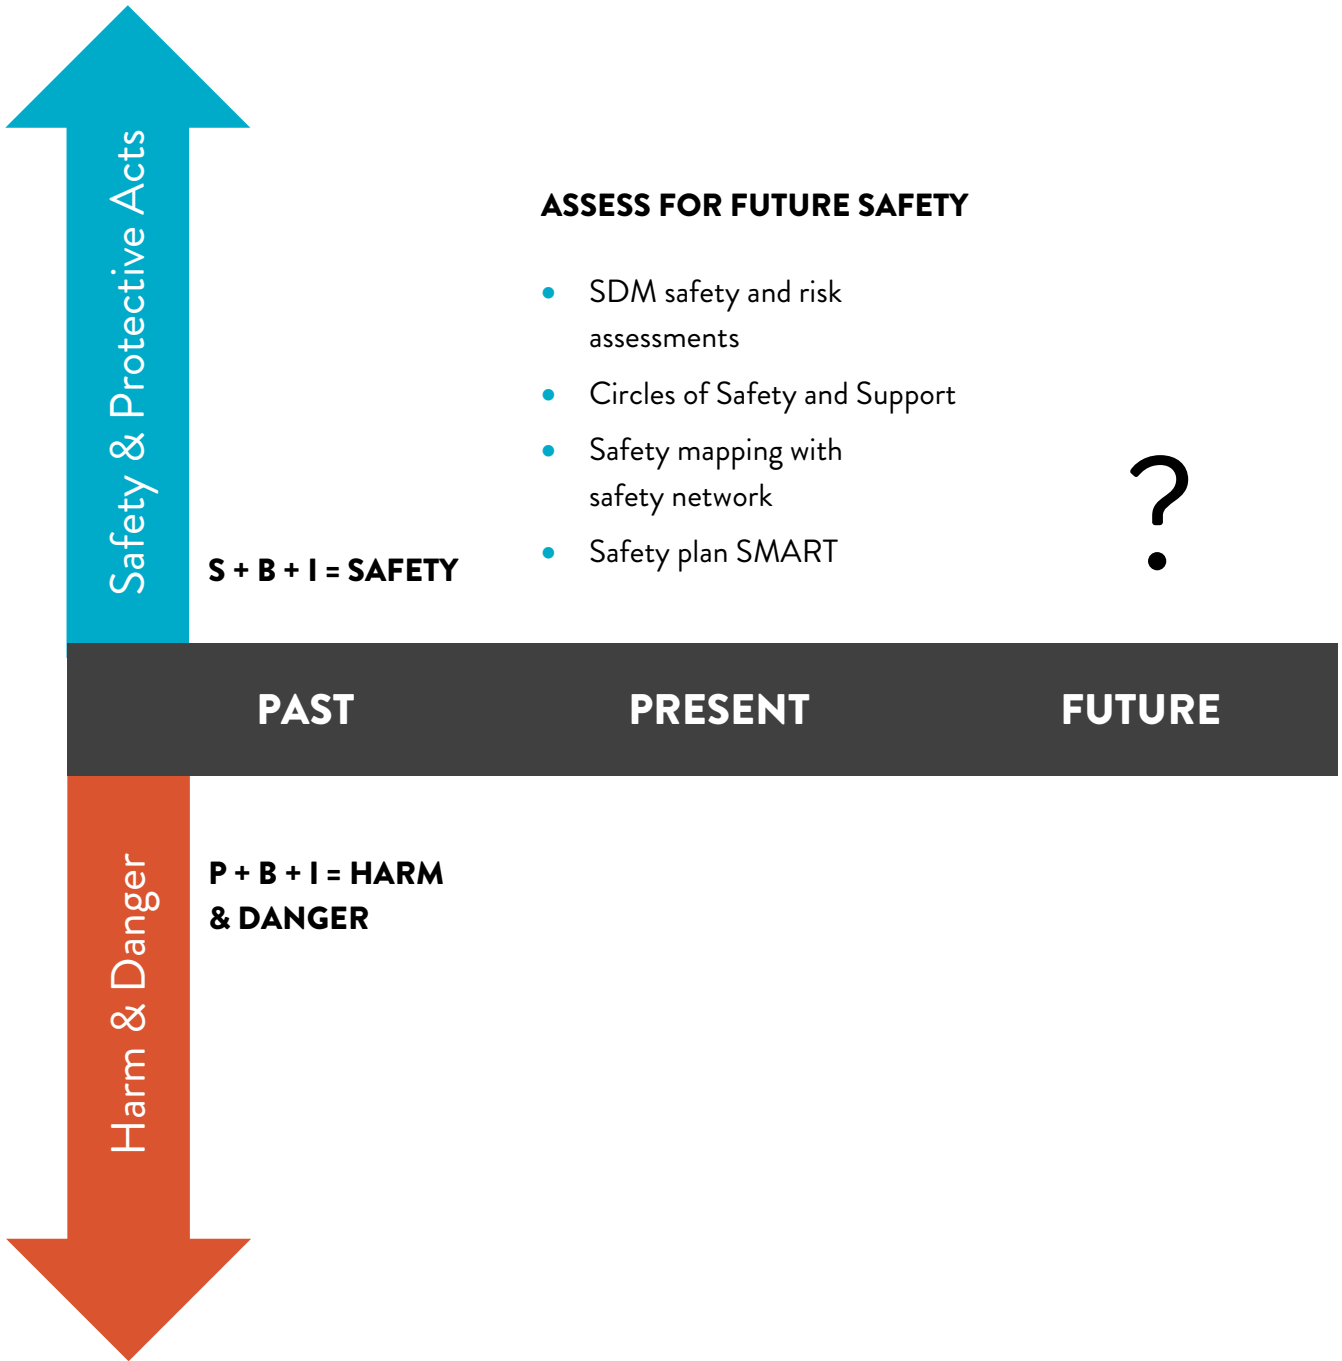 Safety & Protective Acts
ASSESS FOR FUTURE SAFETY
• SDM safety and risk
assessments
• Circles of Safety and Support
• Safety mapping with
safety network
• Safety plan SMART
?
S + B + I = SAFETY
PAST
PRESENT
FUTURE
Harm & Danger
P + B + I = HARM
& DANGER